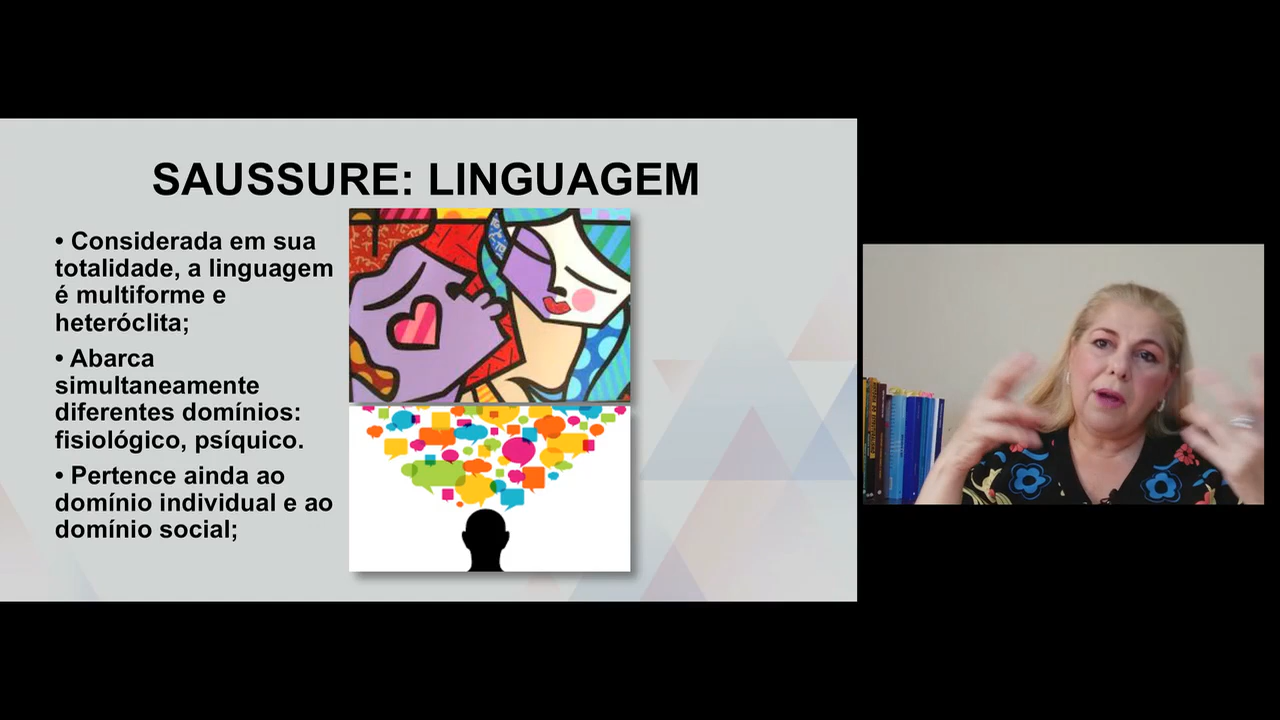 SAUSSURE: LINGUAGEM
• Considerada em sua
totalidade, a linguagem
é multiforme e
heteróclita;
• Abarca
simultaneamente
diferentes domínios:
fisiológico, psíquico.
• Pertence ainda ao
domínio individual e ao
domínio social;